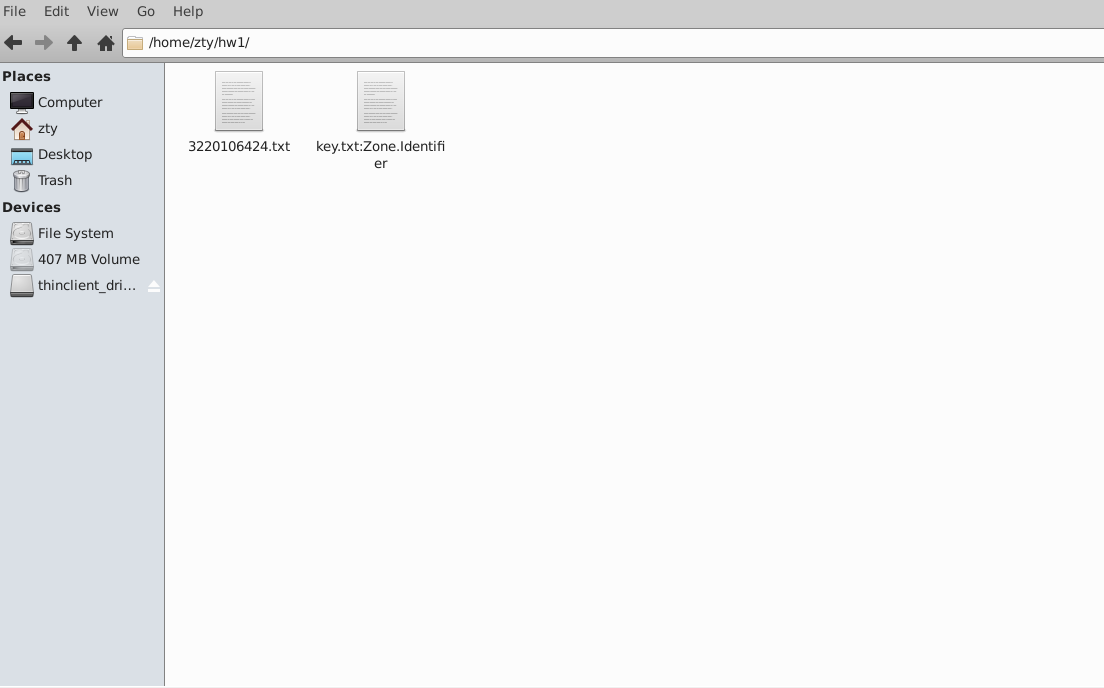 File Edit View Go Help
/home/zty/hw1/
Places
Computer
zty
Desktop
Trash
Devices
File System
407 MB Volume
thinclient_dri...
3220106424.txt
key.txt:Zone.Identifi
er